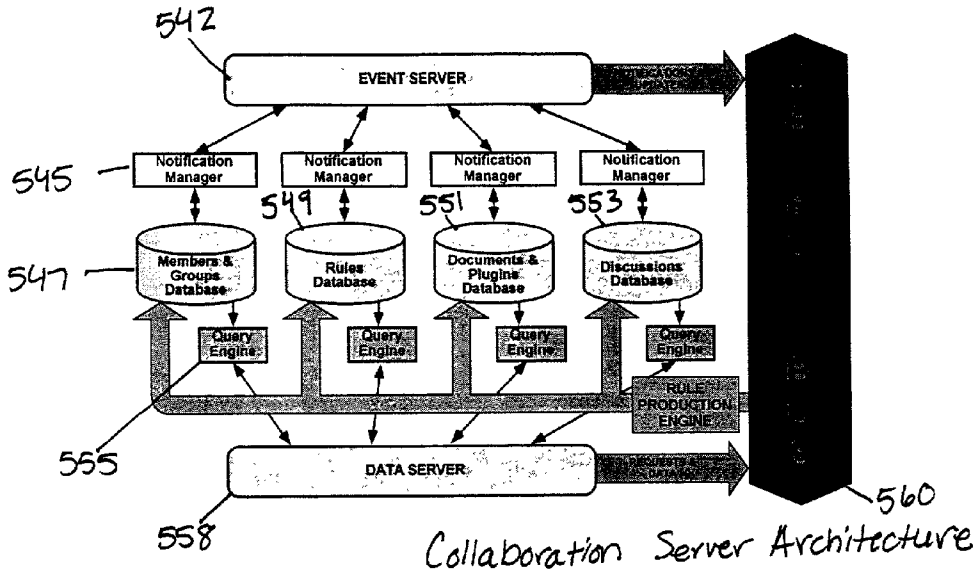 542
EVENT SERVER
545
Notification Manager
Notification Manager
Notification Manager
Notification Manager
549
551
553
547
Members & Groups Database
Rules Database
Documents & Plugins Database
Discussions Database
Query Engine
Query Engine
Query Engine
Query Engine
RULE PRODUCTION ENGINE
555
DATA SERVER
558
560
Collaboration Server Architecture